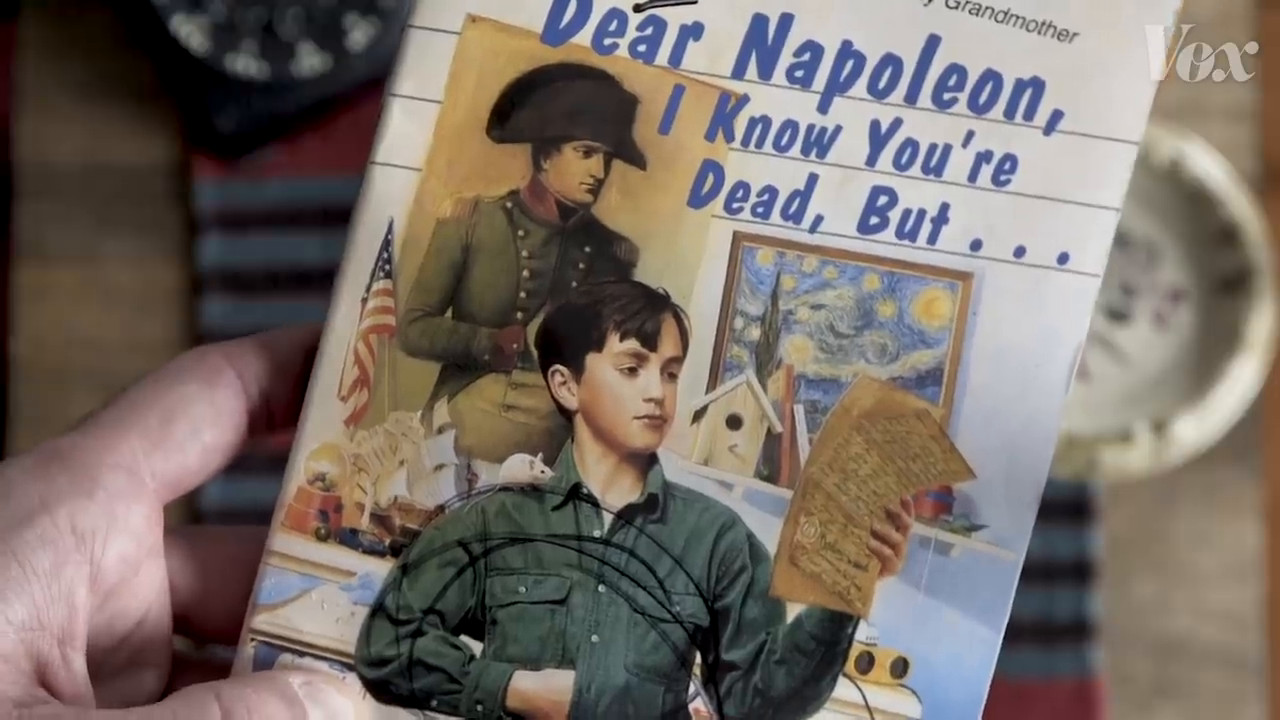 y Grandmother
Vox
Dear Napoleon,
I Know You're
Dead, But . . .